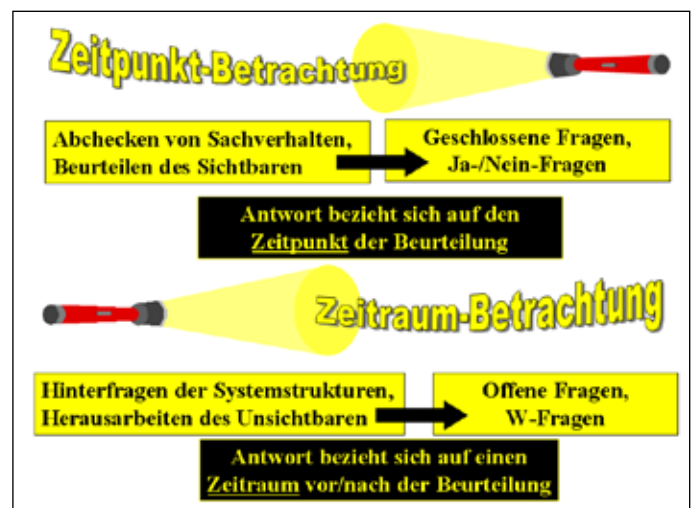 Zeitpunkt-Betrachtung
Abchecken von Sachverhalten,
Beurteilen des Sichtbaren
Geschlossene Fragen,
Ja-/Nein-Fragen
Antwort bezieht sich auf den
Zeitpunkt der Beurteilung
Zeitraum-Betrachtung
Hinterfragen der Systemstrukturen,
Herausarbeiten des Unsichtbaren
Offene Fragen,
W-Fragen
Antwort bezieht sich auf einen
Zeitraum vor/nach der Beurteilung